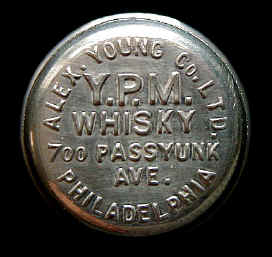 ALEX. YOUNG CO. LTD.
Y.P.M.
WHISKY
700 PASSYUNK
AVE.
PHILADELPHIA